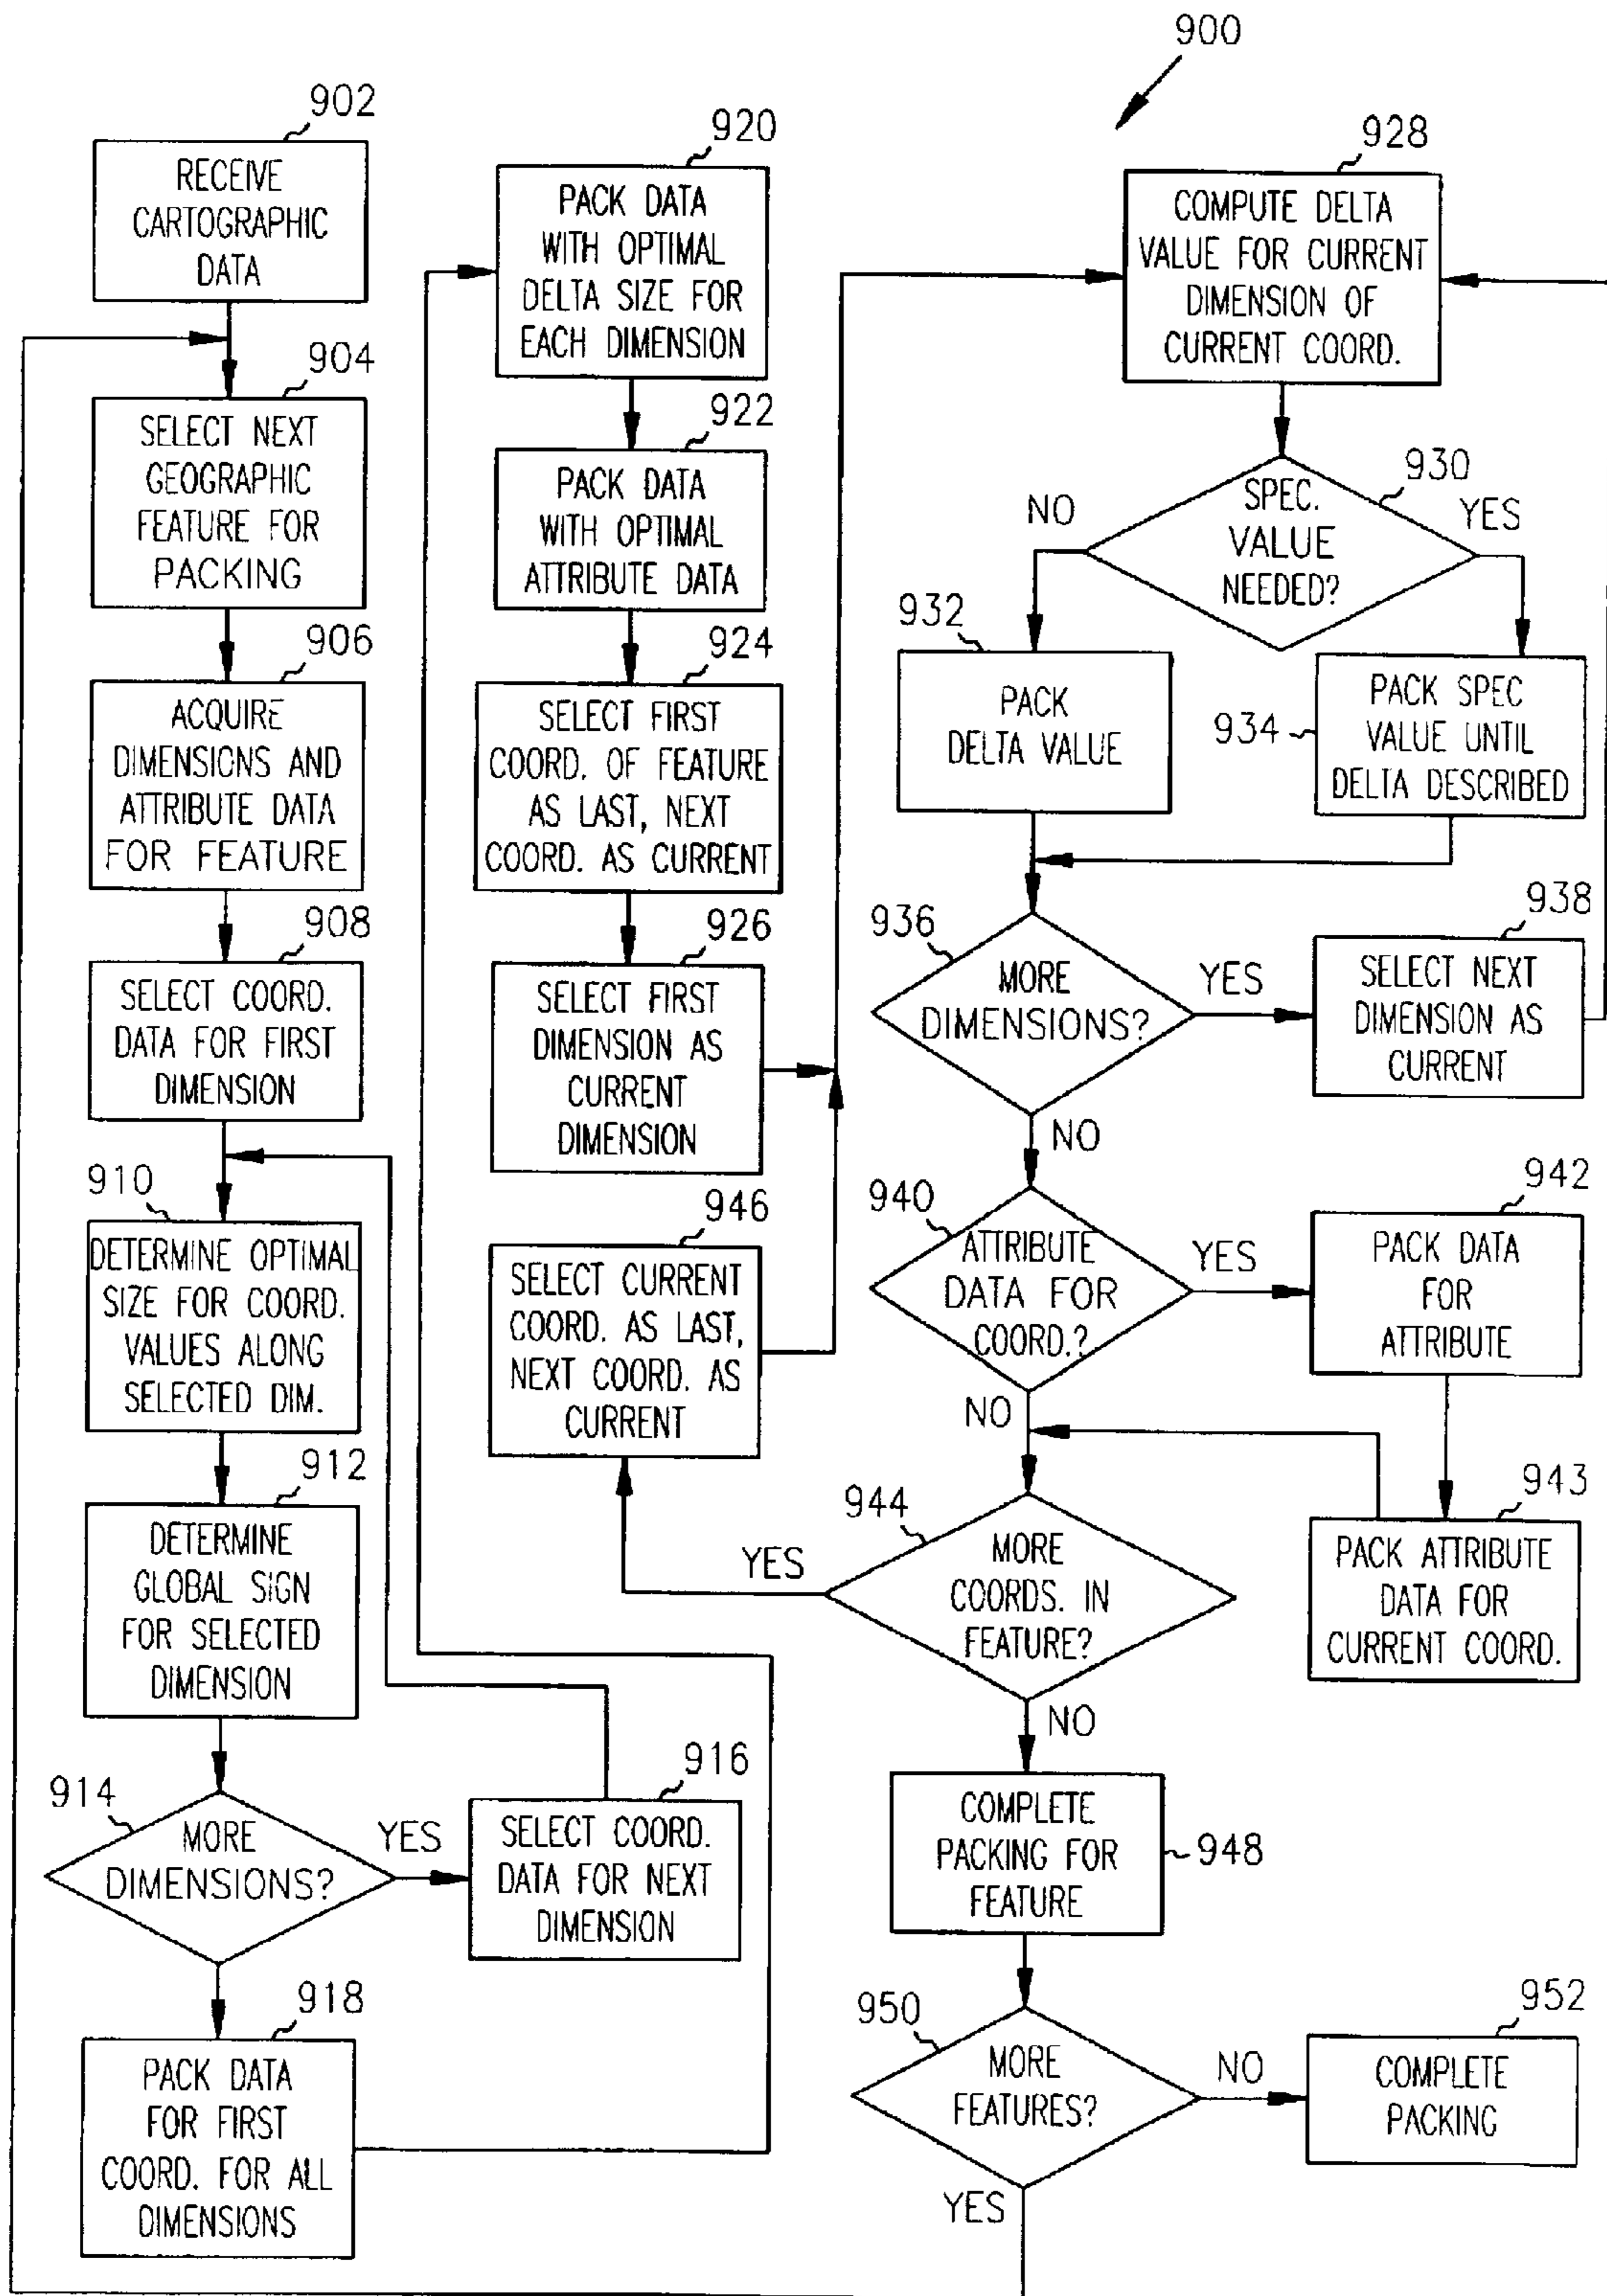 900
902
RECEIVE
CARTOGRAPHIC
DATA
904
SELECT NEXT
GEOGRAPHIC
FEATURE FOR
PACKING
906
ACQUIRE
DIMENSIONS AND
ATTRIBUTE DATA
FOR FEATURE
908
SELECT COORD.
DATA FOR FIRST
DIMENSION
910
DETERMINE OPTIMAL
SIZE FOR COORD.
VALUES ALONG
SELECTED DIM.
912
DETERMINE
GLOBAL SIGN
FOR SELECTED
DIMENSION
914
MORE
DIMENSIONS?
YES
916
SELECT COORD.
DATA FOR NEXT
DIMENSION
918
PACK DATA
FOR FIRST
COORD. FOR ALL
DIMENSIONS
920
PACK DATA
WITH OPTIMAL
DELTA SIZE FOR
EACH DIMENSION
922
PACK DATA
WITH OPTIMAL
ATTRIBUTE DATA
924
SELECT FIRST
COORD. OF FEATURE
AS LAST, NEXT
COORD. AS CURRENT
926
SELECT FIRST
DIMENSION AS
CURRENT
DIMENSION
946
SELECT CURRENT
COORD. AS LAST,
NEXT COORD. AS
CURRENT
928
COMPUTE DELTA
VALUE FOR CURRENT
DIMENSION OF
CURRENT COORD.
930
SPEC.
VALUE
NEEDED?
NO
YES
932
PACK
DELTA VALUE
934
PACK SPEC
VALUE UNTIL
DELTA DESCRIBED
936
MORE
DIMENSIONS?
YES
NO
938
SELECT NEXT
DIMENSION AS
CURRENT
940
ATTRIBUTE
DATA FOR
COORD.?
YES
NO
942
PACK DATA
FOR
ATTRIBUTE
943
PACK ATTRIBUTE
DATA FOR
CURRENT COORD.
944
MORE
COORDS. IN
FEATURE?
YES
NO
948
COMPLETE
PACKING FOR
FEATURE
950
MORE
FEATURES?
NO
YES
952
COMPLETE
PACKING